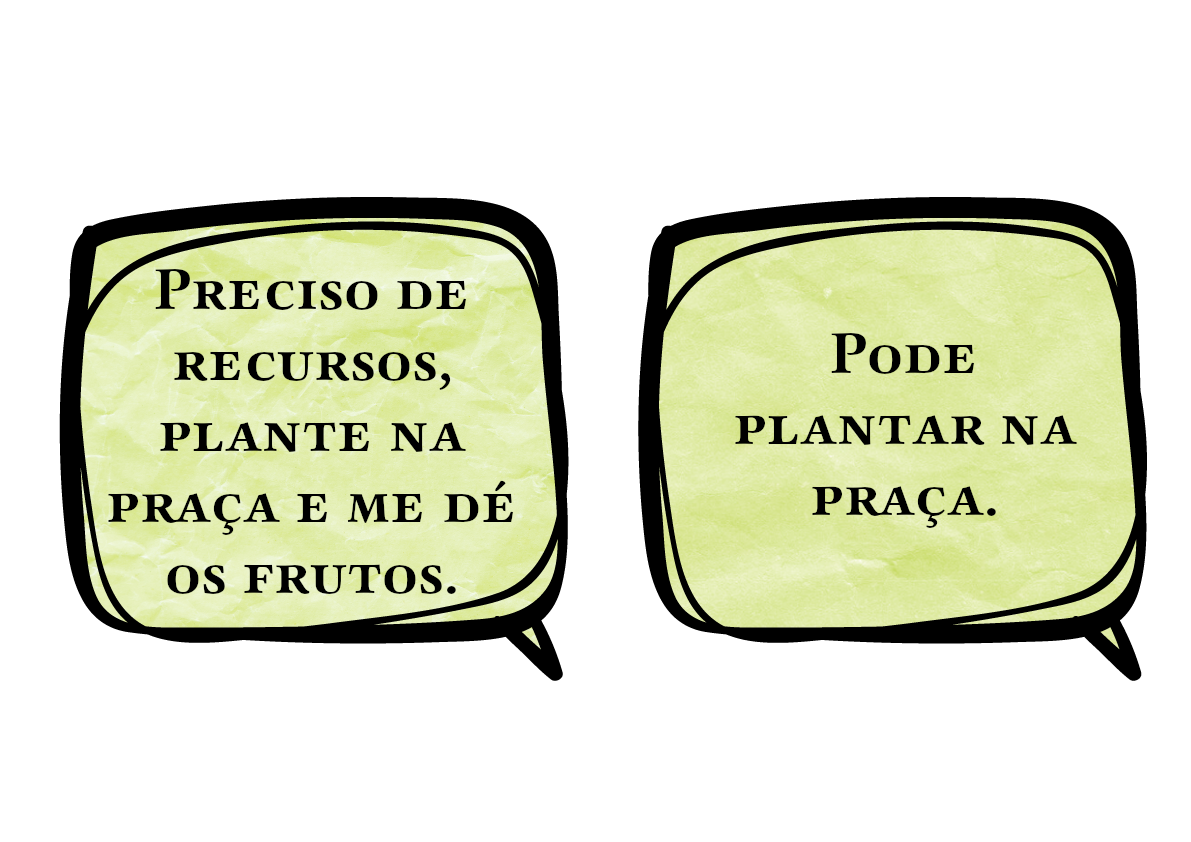 Preciso de
recursos,
plante na
praça e me dé
os frutos.
Pode
plantar na
praça.